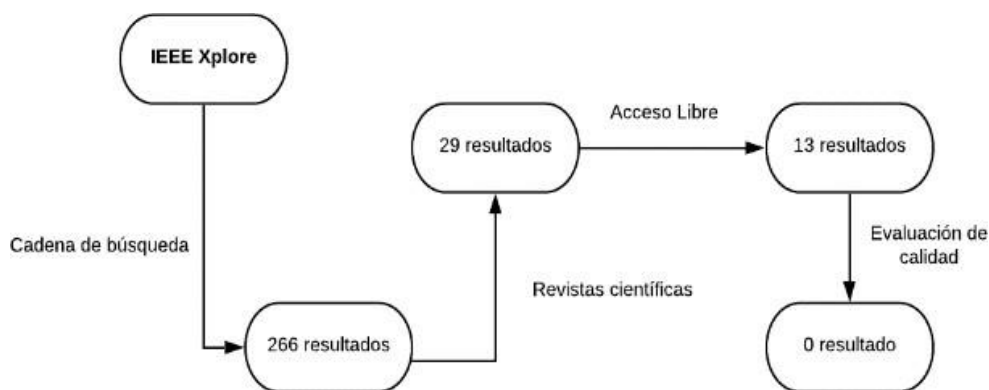 IEEE Xplore
Cadena de búsqueda
266 resultados
Revistas científicas
29 resultados
Acceso Libre
13 resultados
Evaluación de
calidad
0 resultado